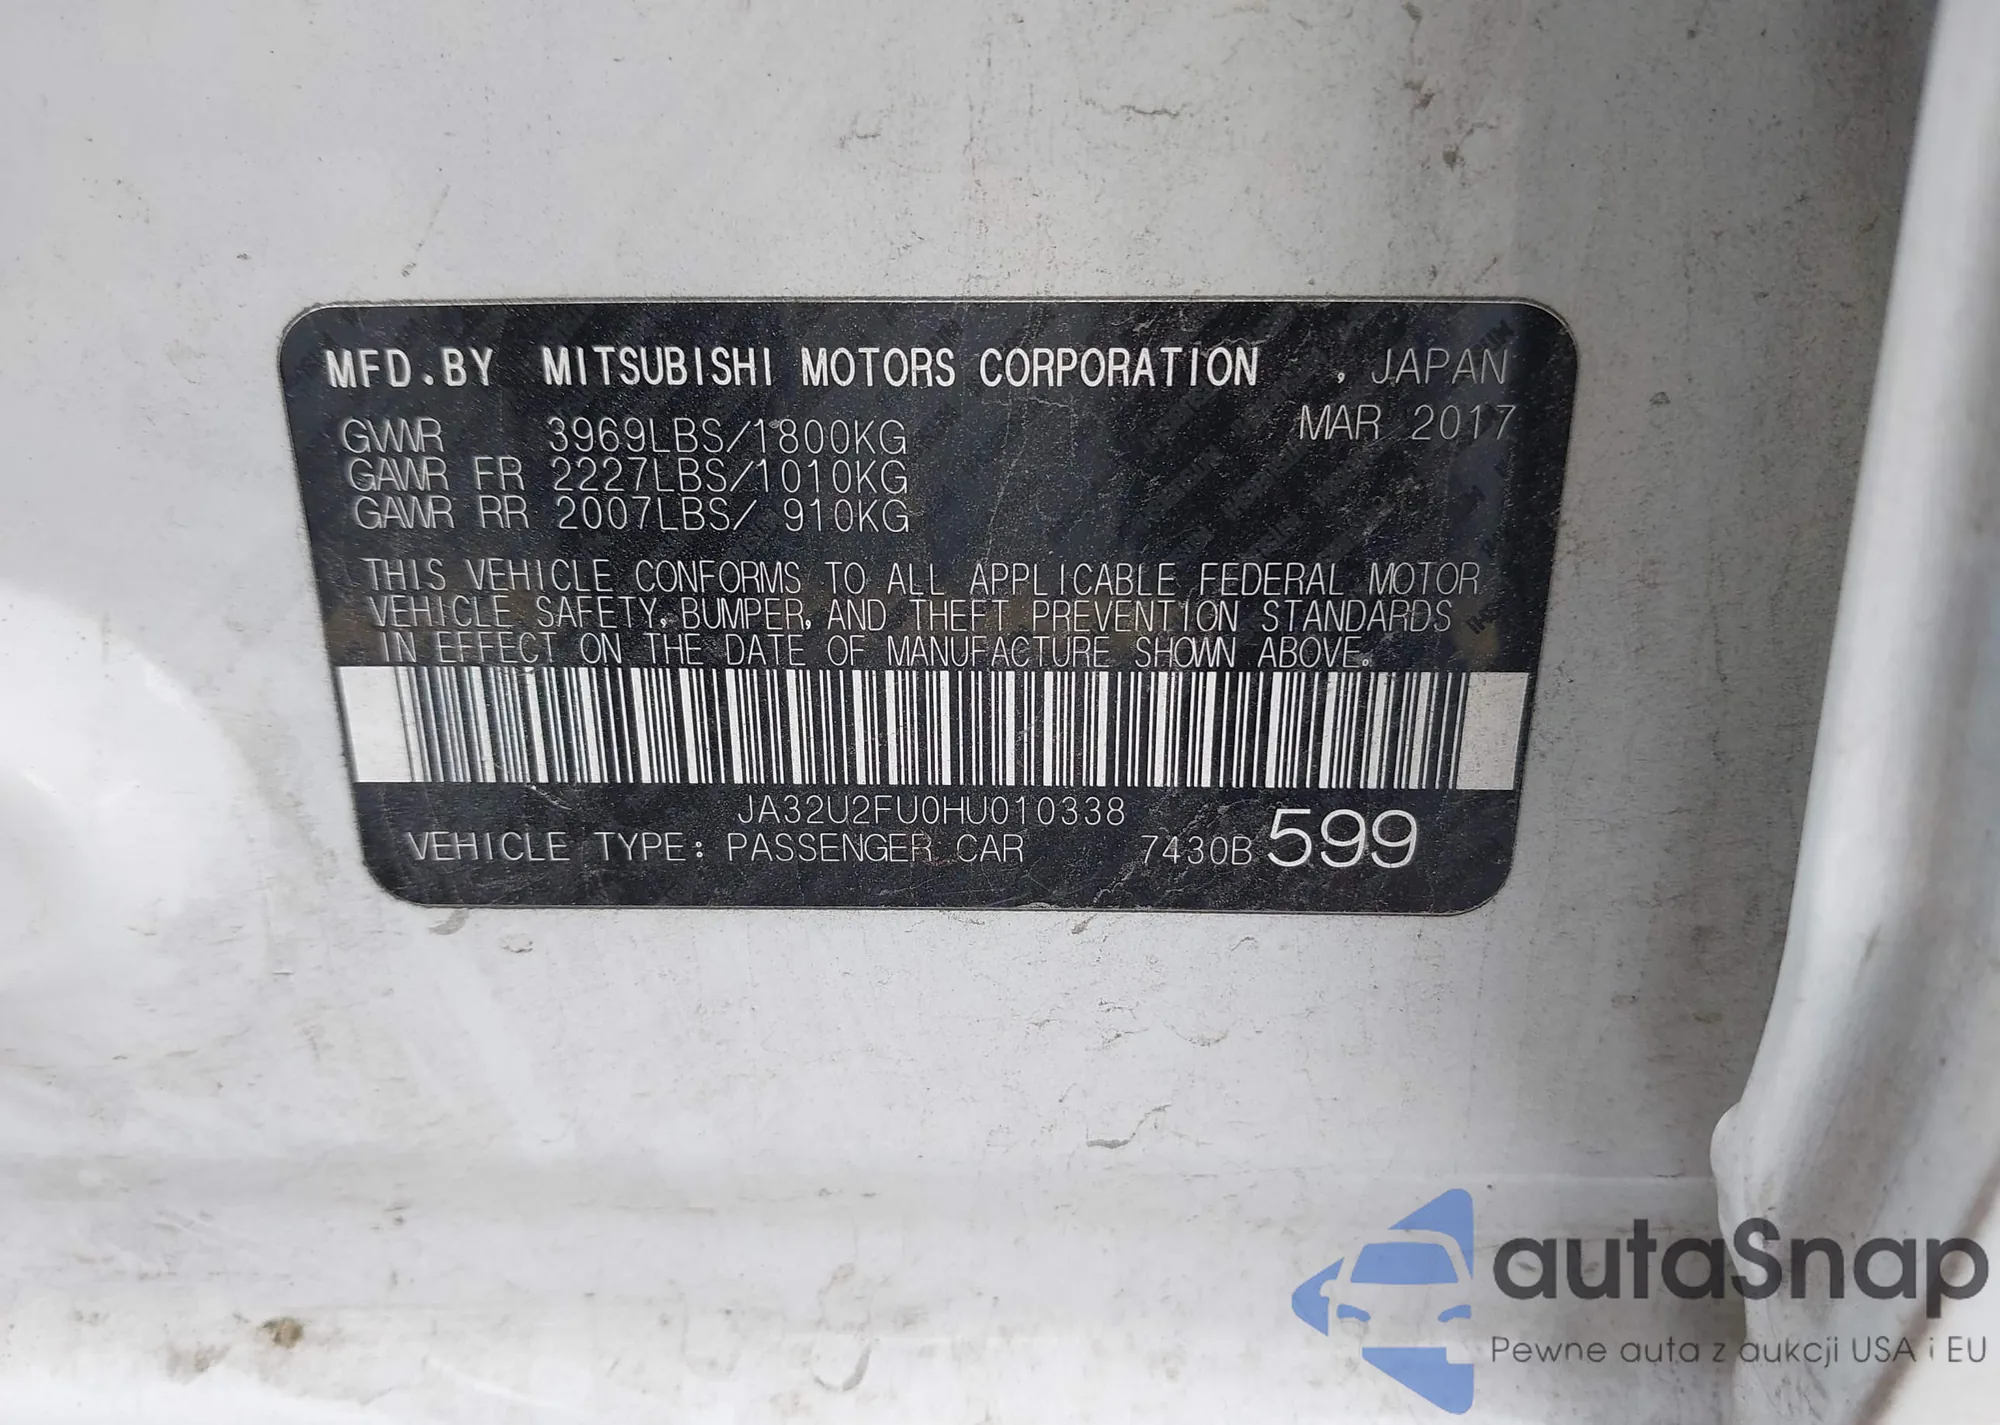 MFD.BY MITSUBISHI MOTORS CORPORATION , JAPAN
MAR 2017
GVWR 3969LBS/1800KG
GAWR FR 2227LBS/1010KG
GAWR RR 2007LBS/ 910KG
THIS VEHICLE CONFORMS TO ALL APPLICABLE FEDERAL MOTOR
VEHICLE SAFETY, BUMPER, AND THEFT PREVENTION STANDARDS
IN EFFECT ON THE DATE OF MANUFACTURE SHOWN ABOVE.
JA32U2FU0HU010338
VEHICLE TYPE: PASSENGER CAR 7430B 599
autaSnap
Pewne auta z aukcji USA i EU